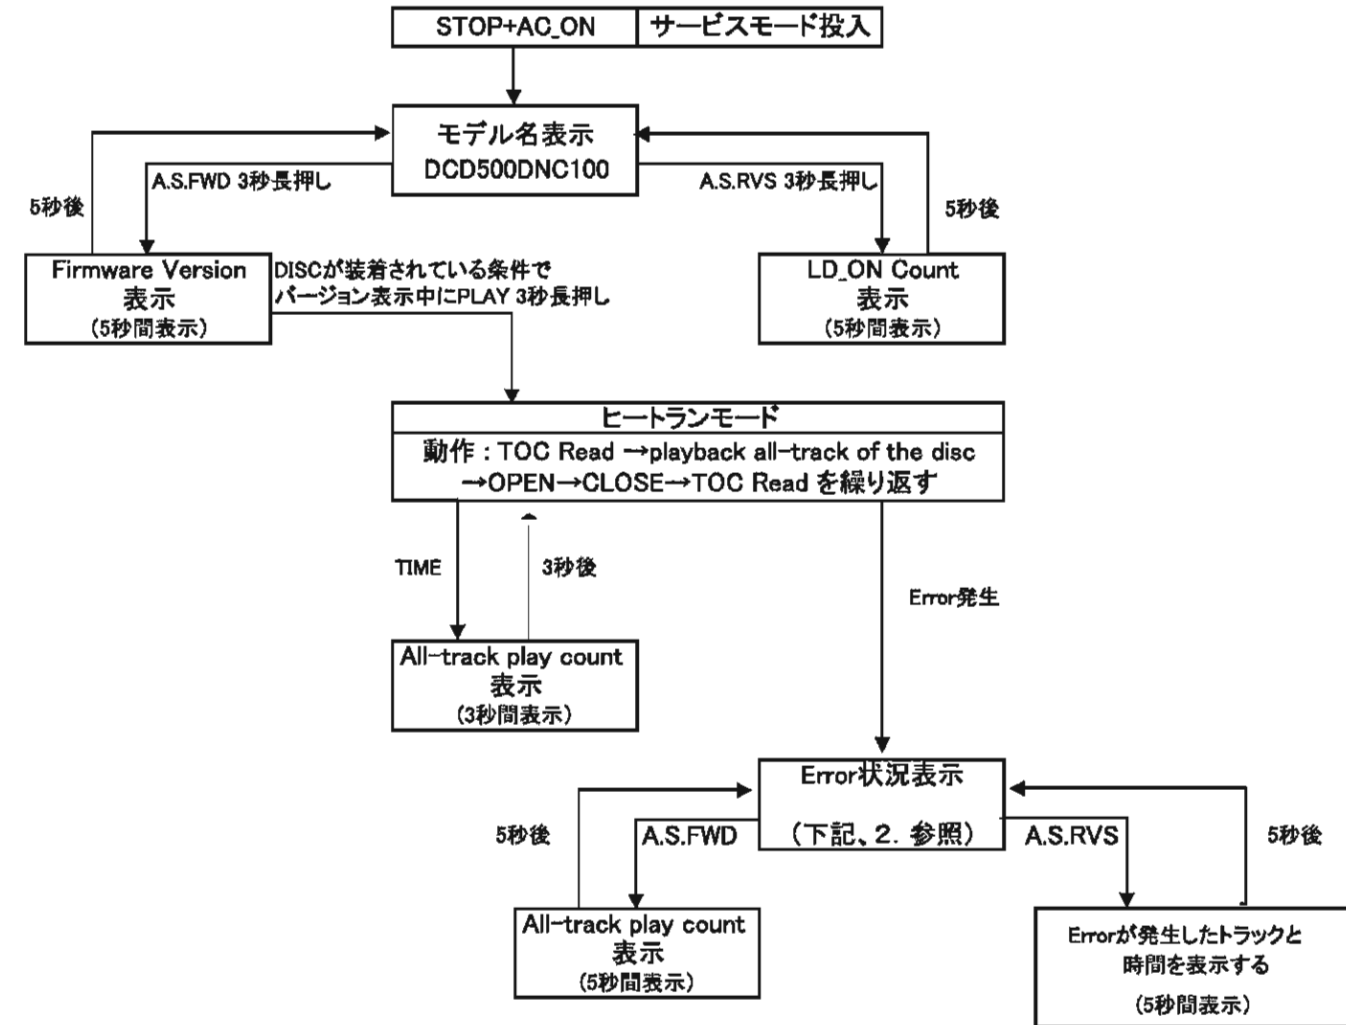 STOP+AC_ON サービスモード投入
モデル名表示
DCD500DNC100
A.S.FWD 3秒長押し
A.S.RVS 3秒長押し
5秒後
5秒後
Firmware Version
表示
(5秒間表示)
DISCが装着されている条件で
バージョン表示中にPLAY 3秒長押し
LD_ON Count
表示
(5秒間表示)
ヒートランモード
動作：TOC Read →playback all-track of the disc
→OPEN→CLOSE→TOC Read を繰り返す
TIME
3秒後
Error発生
All-track play count
表示
(3秒間表示)
Error状況表示
(下記、2. 参照)
5秒後
A.S.FWD
A.S.RVS
5秒後
All-track play count
表示
(5秒間表示)
Errorが発生したトラックと
時間を表示する
(5秒間表示)